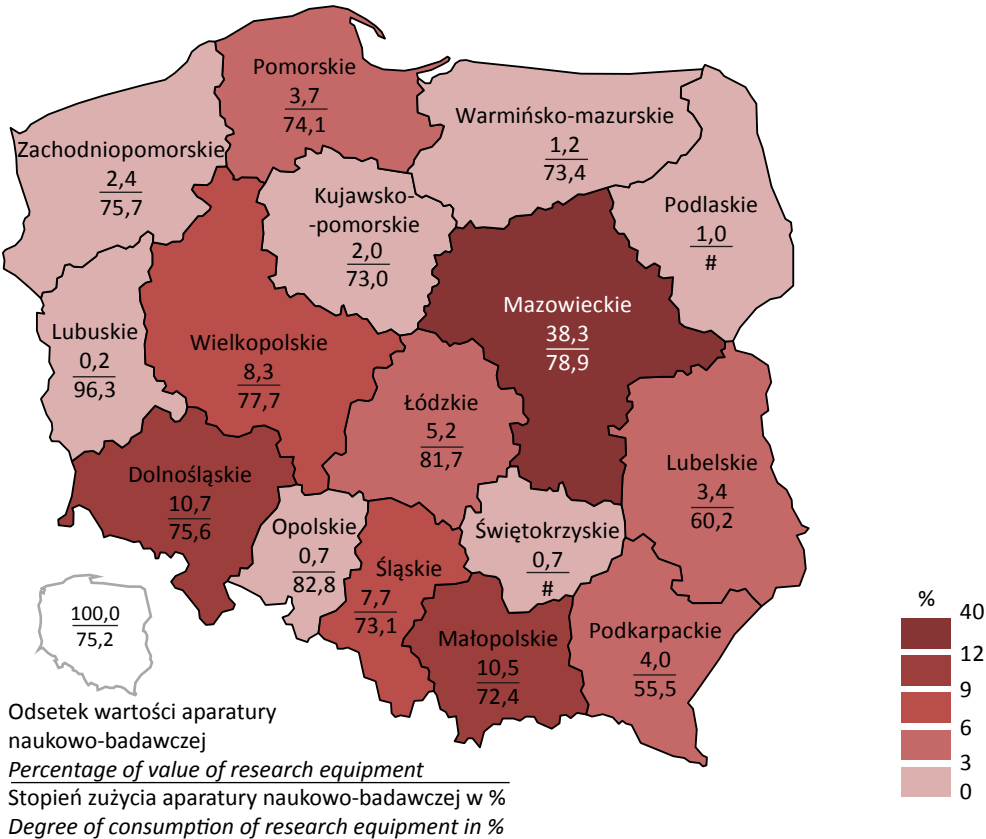 Pomorskie
3,7
74,1
Warmińsko-mazurskie
1,2
73,4
Zachodniopomorskie
2,4
75,7
Kujawsko-
-pomorskie
2,0
73,0
Podlaskie
1,0
#
Mazowieckie
38,3
78,9
Lubuskie
0,2
96,3
Wielkopolskie
8,3
77,7
Łódzkie
5,2
81,7
Lubelskie
3,4
60,2
Dolnośląskie
10,7
75,6
Opolskie
0,7
82,8
Śląskie
7,7
73,1
Świętokrzyskie
0,7
#
Małopolskie
10,5
72,4
Podkarpackie
4,0
55,5
100,0
75,2
Odsetek wartości aparatury
naukowo-badawczej
Percentage of value of research equipment
Stopień zużycia aparatury naukowo-badawczej w %
Degree of consumption of research equipment in %
%
40
12
9
6
3
0